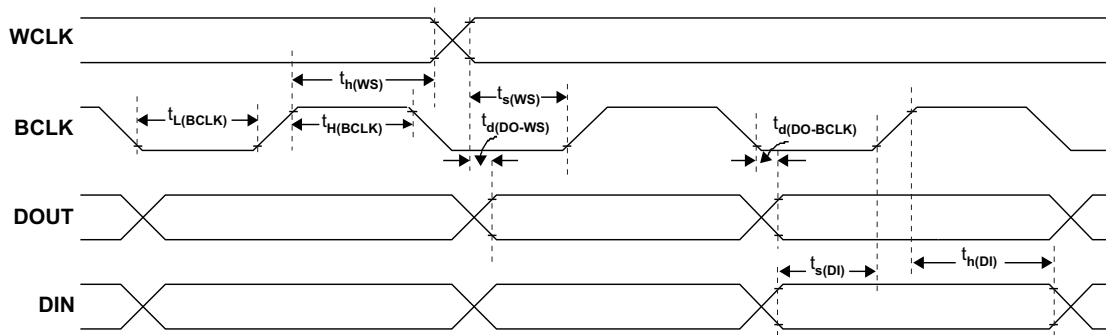 WCLK
th(WS)
ts(WS)
BCLK
tL(BCLK)
tH(BCLK)
td(DO-WS)
td(DO-BCLK)
DOUT
ts(DI)
th(DI)
DIN